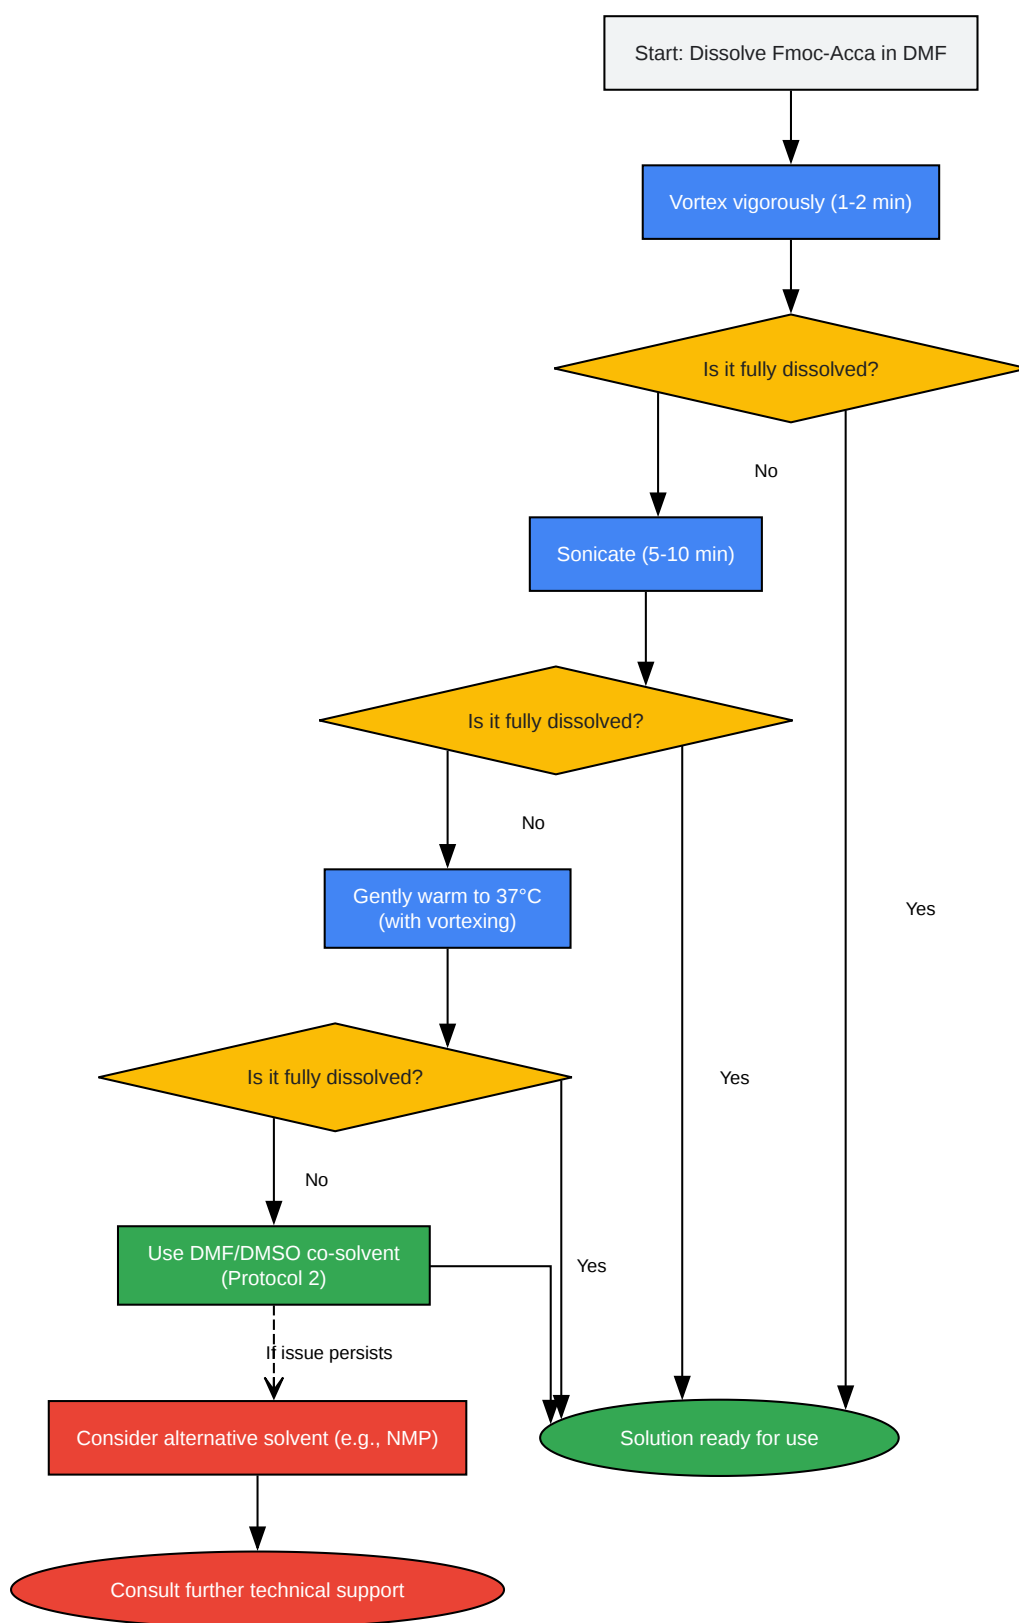 Start: Dissolve Fmoc-Acca in DMF
Vortex vigorously (1-2 min)
Is it fully dissolved?
No
Sonicate (5-10 min)
Is it fully dissolved?
No
Gently warm to 37°C
(with vortexing)
Yes
Is it fully dissolved?
Yes
No
Use DMF/DMSO co-solvent
(Protocol 2)
Yes
If issue persists
Consider alternative solvent (e.g., NMP)
Solution ready for use
Consult further technical support